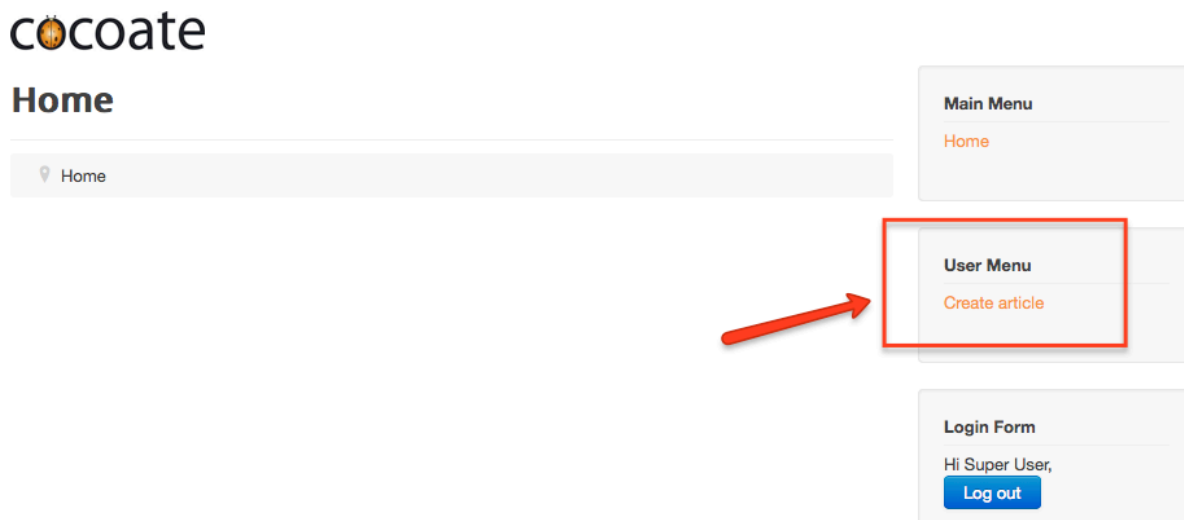 cocoate
Home
Home
Main Menu
Home
User Menu
Create article
Login Form
Hi Super User,
Log out